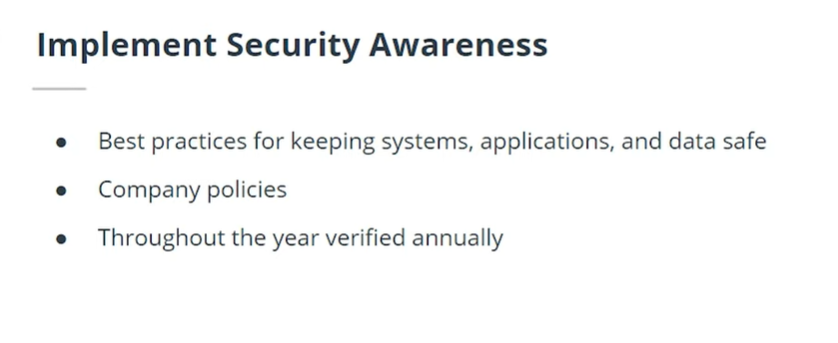 Implement Security Awareness
● Best practices for keeping systems, applications, and data safe
● Company policies
● Throughout the year verified annually